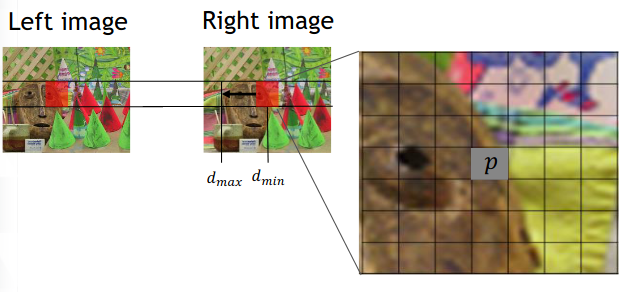 Left image
Right image
d_max
d_min
p